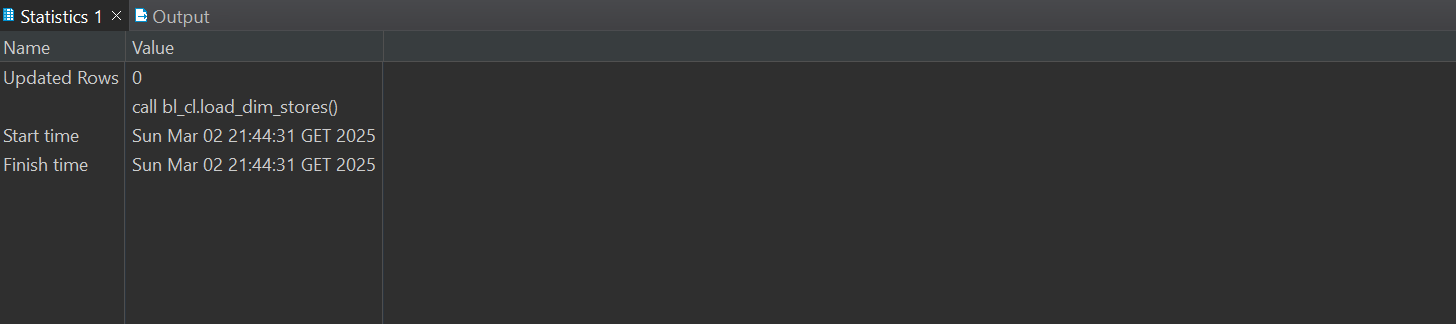 Statistics 1 Output
Name Value
Updated Rows 0
call bl_cl.load_dim_stores()
Start time Sun Mar 02 21:44:31 GET 2025
Finish time Sun Mar 02 21:44:31 GET 2025